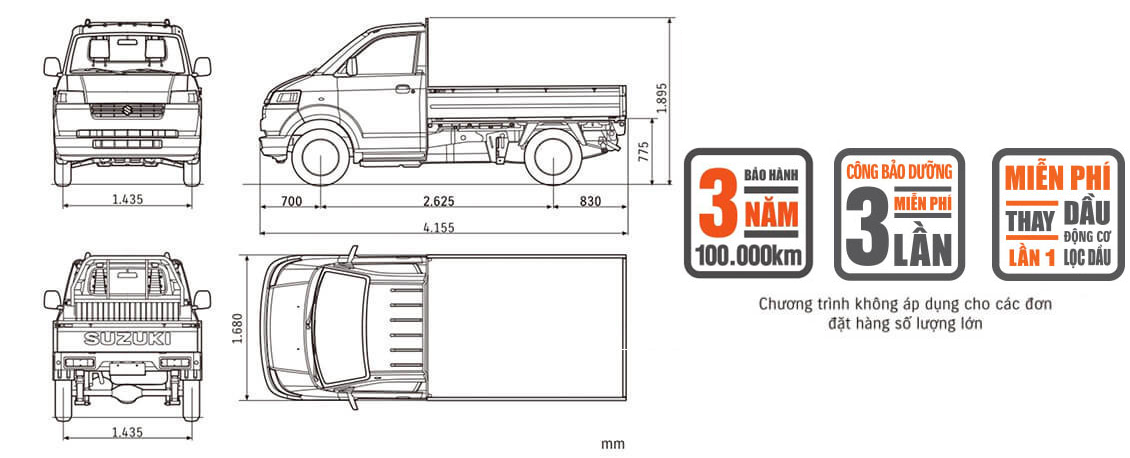 1.435
700
2.625
830
4.155
775
1.895
SUZUKI
1.435
1.680
mm
3 BẢO HÀNH
NĂM
100.000km
CÔNG BẢO DƯỠNG
3 MIỄN PHÍ
LẦN
MIỄN PHÍ
THAY DẦU
ĐỘNG CƠ
LẦN 1 LỌC DẦU
Chương trình không áp dụng cho các đơn
đặt hàng số lượng lớn